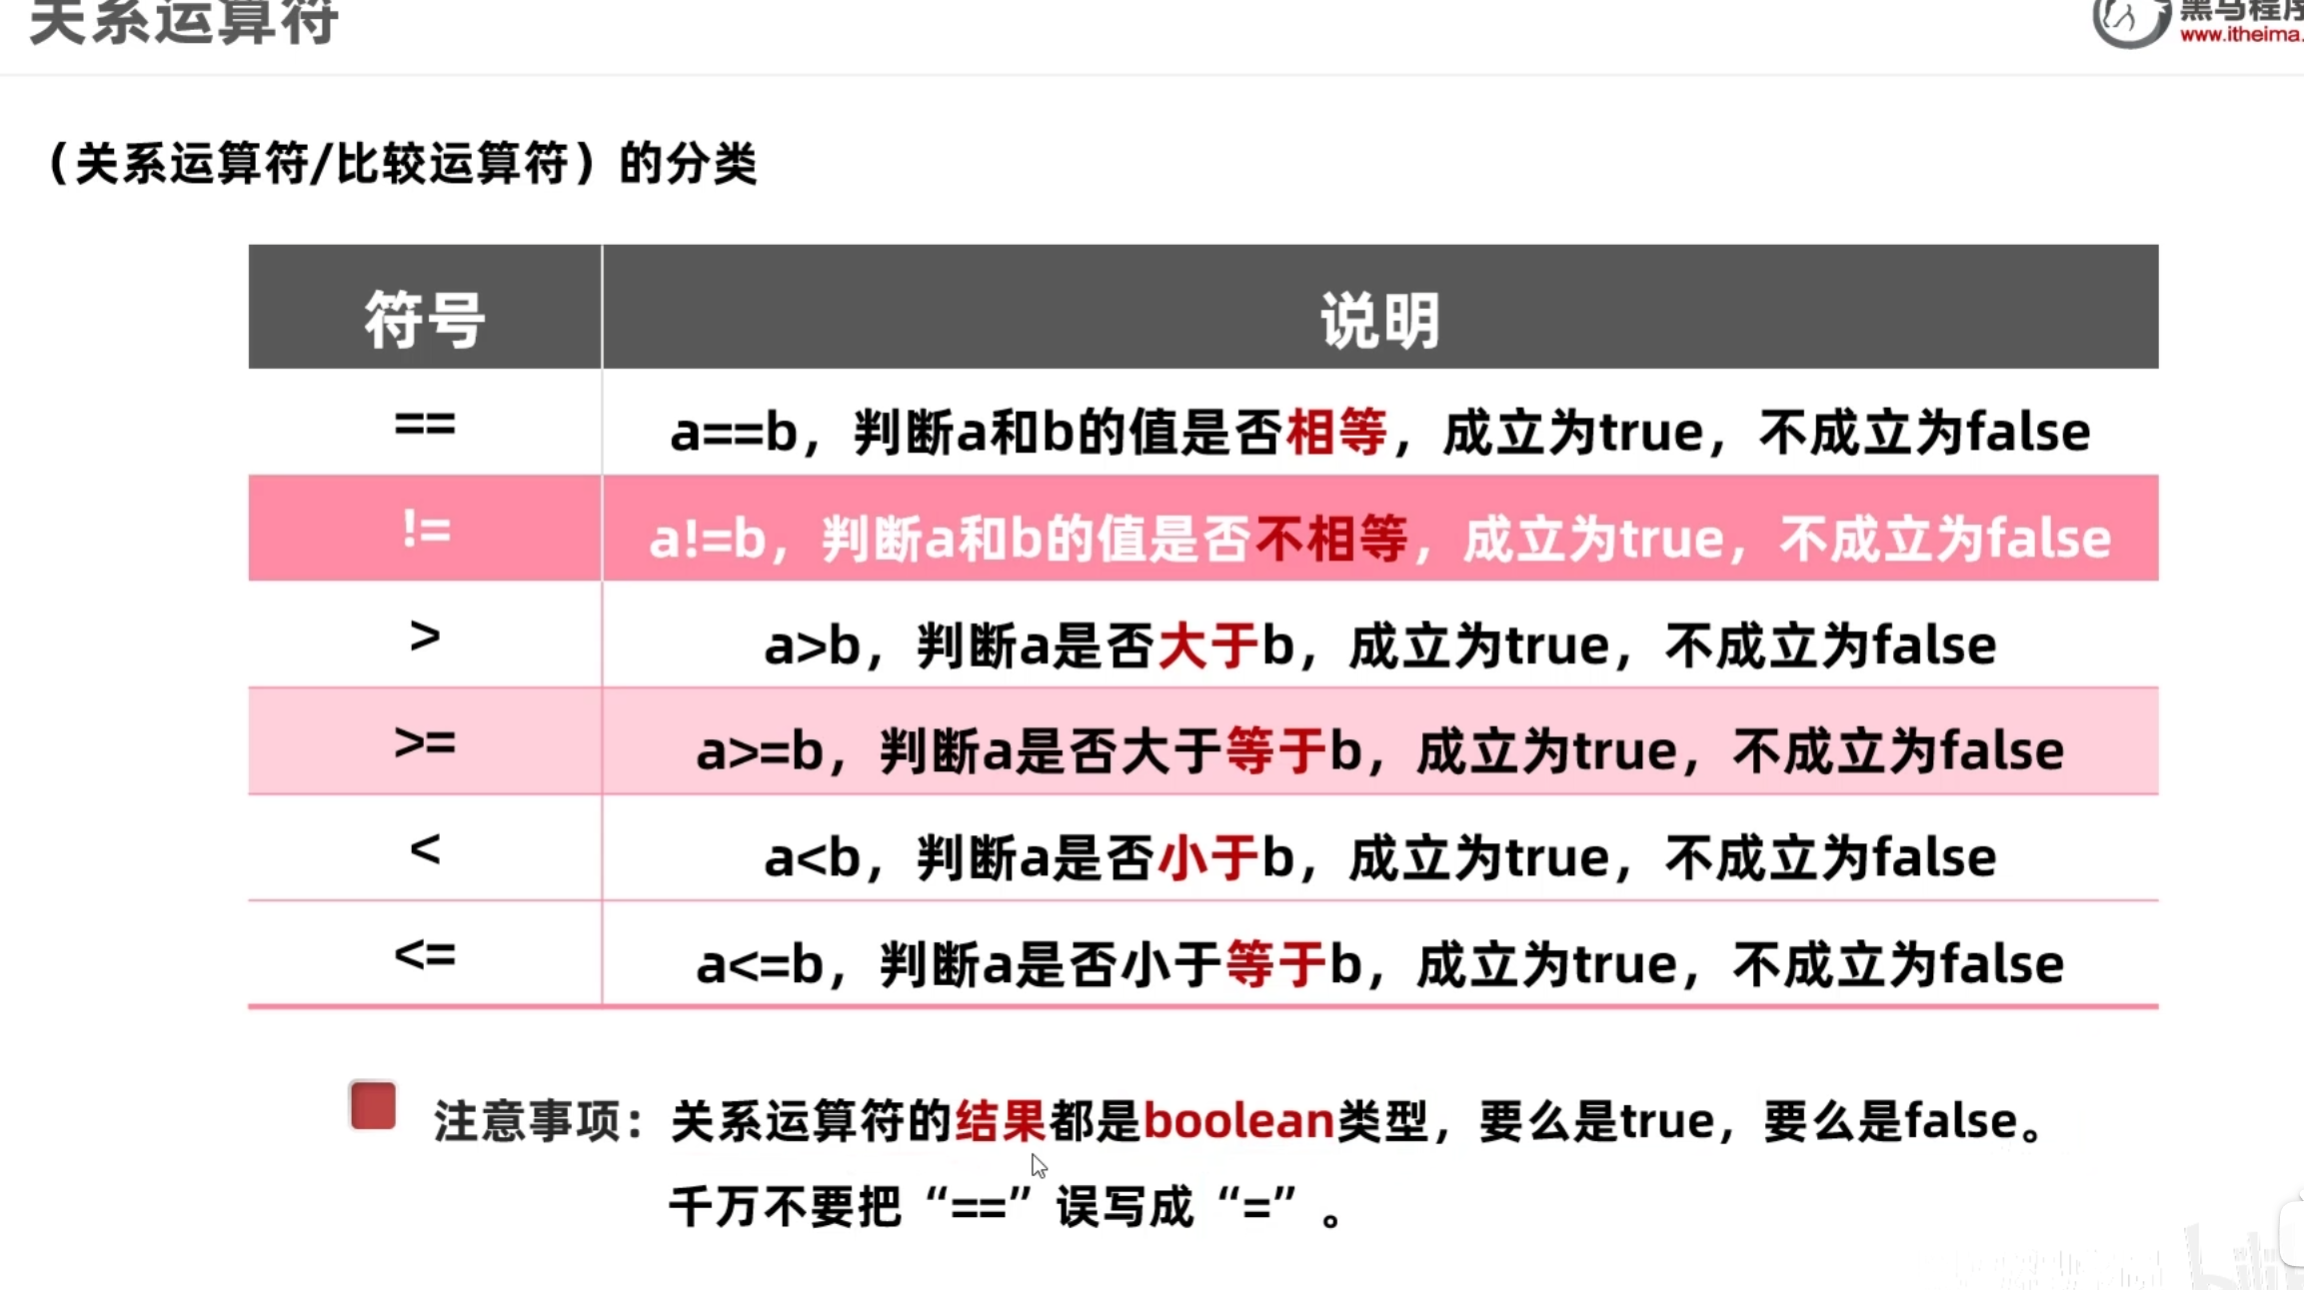 关系运算符
黑马程序
www.itheima.
（关系运算符/比较运算符）的分类
符号 说明
== a==b，判断a和b的值是否相等，成立为true，不成立为false
!= a!=b，判断a和b的值是否不相等，成立为true，不成立为false
> a>b，判断a是否大于b，成立为true，不成立为false
>= a>=b，判断a是否大于等于b，成立为true，不成立为false
< a<b，判断a是否小于b，成立为true，不成立为false
<= a<=b，判断a是否小于等于b，成立为true，不成立为false
注意事项：关系运算符的结果都是boolean类型，要么是true，要么是false。
千万不要把“==”误写成“=”。